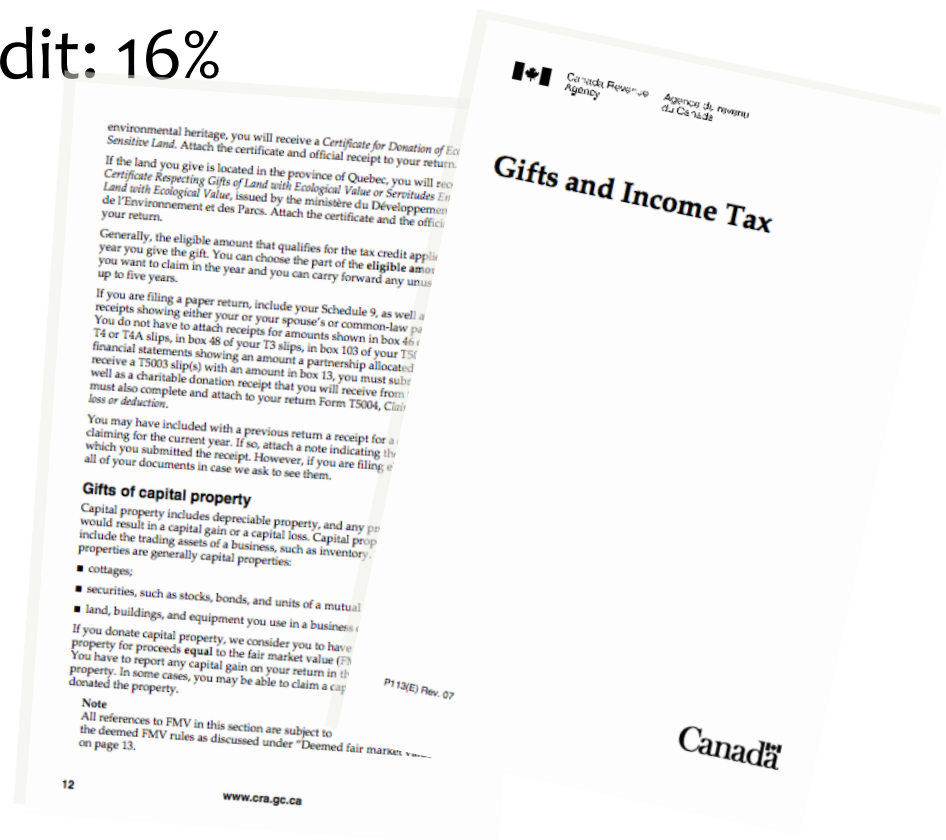 dit: 16%
environmental heritage, you will receive a Certificate for Donation of Ec
Sensitive Land. Attach the certificate and official receipt to your return.
If the land you give is located in the province of Quebec, you will rec
Certificate Respecting Gifts of Land with Ecological Value or Servitudes En
Land with Ecological Value, issued by the ministère du Développemen
de l'Environnement et des Parcs. Attach the certificate and the offici
your return.
Generally, the eligible amount that qualifies for the tax credit applic
year you give the gift. You can choose the part of the eligible amou
you want to claim in the year and you can carry forward any unus
up to five years.
If you are filing a paper return, include your Schedule 9, as well a
receipts showing either your or your spouse's or common-law pa
You do not have to attach receipts for amounts shown in box 46
T4 or T4A slips, in box 48 of your T3 slips, in box 103 of your T50
financial statements showing an amount a partnership allocated
receive a T5003 slip(s) with an amount in box 13, you must subr
well as a charitable donation receipt that you will receive from
must also complete and attach to your return Form T5004, Clai
loss or deduction.
You may have included with a previous return a receipt for a
claiming for the current year. If so, attach a note indicating the
which you submitted the receipt. However, if you are filing e
all of your documents in case we ask to see them.
Gifts of capital property
Capital property includes depreciable property, and any pr
would result in a capital gain or a capital loss. Capital prop
include the trading assets of a business, such as inventory.
properties are generally capital properties:
■ cottages;
■ securities, such as stocks, bonds, and units of a mutual
■ land, buildings, and equipment you use in a business
If you donate capital property, we consider you to have
property for proceeds equal to the fair market value (FM
You have to report any capital gain on your return in th
property. In some cases, you may be able to claim a cap
donated the property.
Note
All references to FMV in this section are subject to
the deemed FMV rules as discussed under "Deemed fair market
on page 13.
12
www.cra.gc.ca
Canada Revenue
Agency
Agence du revenu
du Canada
Gifts and Income Tax
P113(E) Rev. 07
Canada